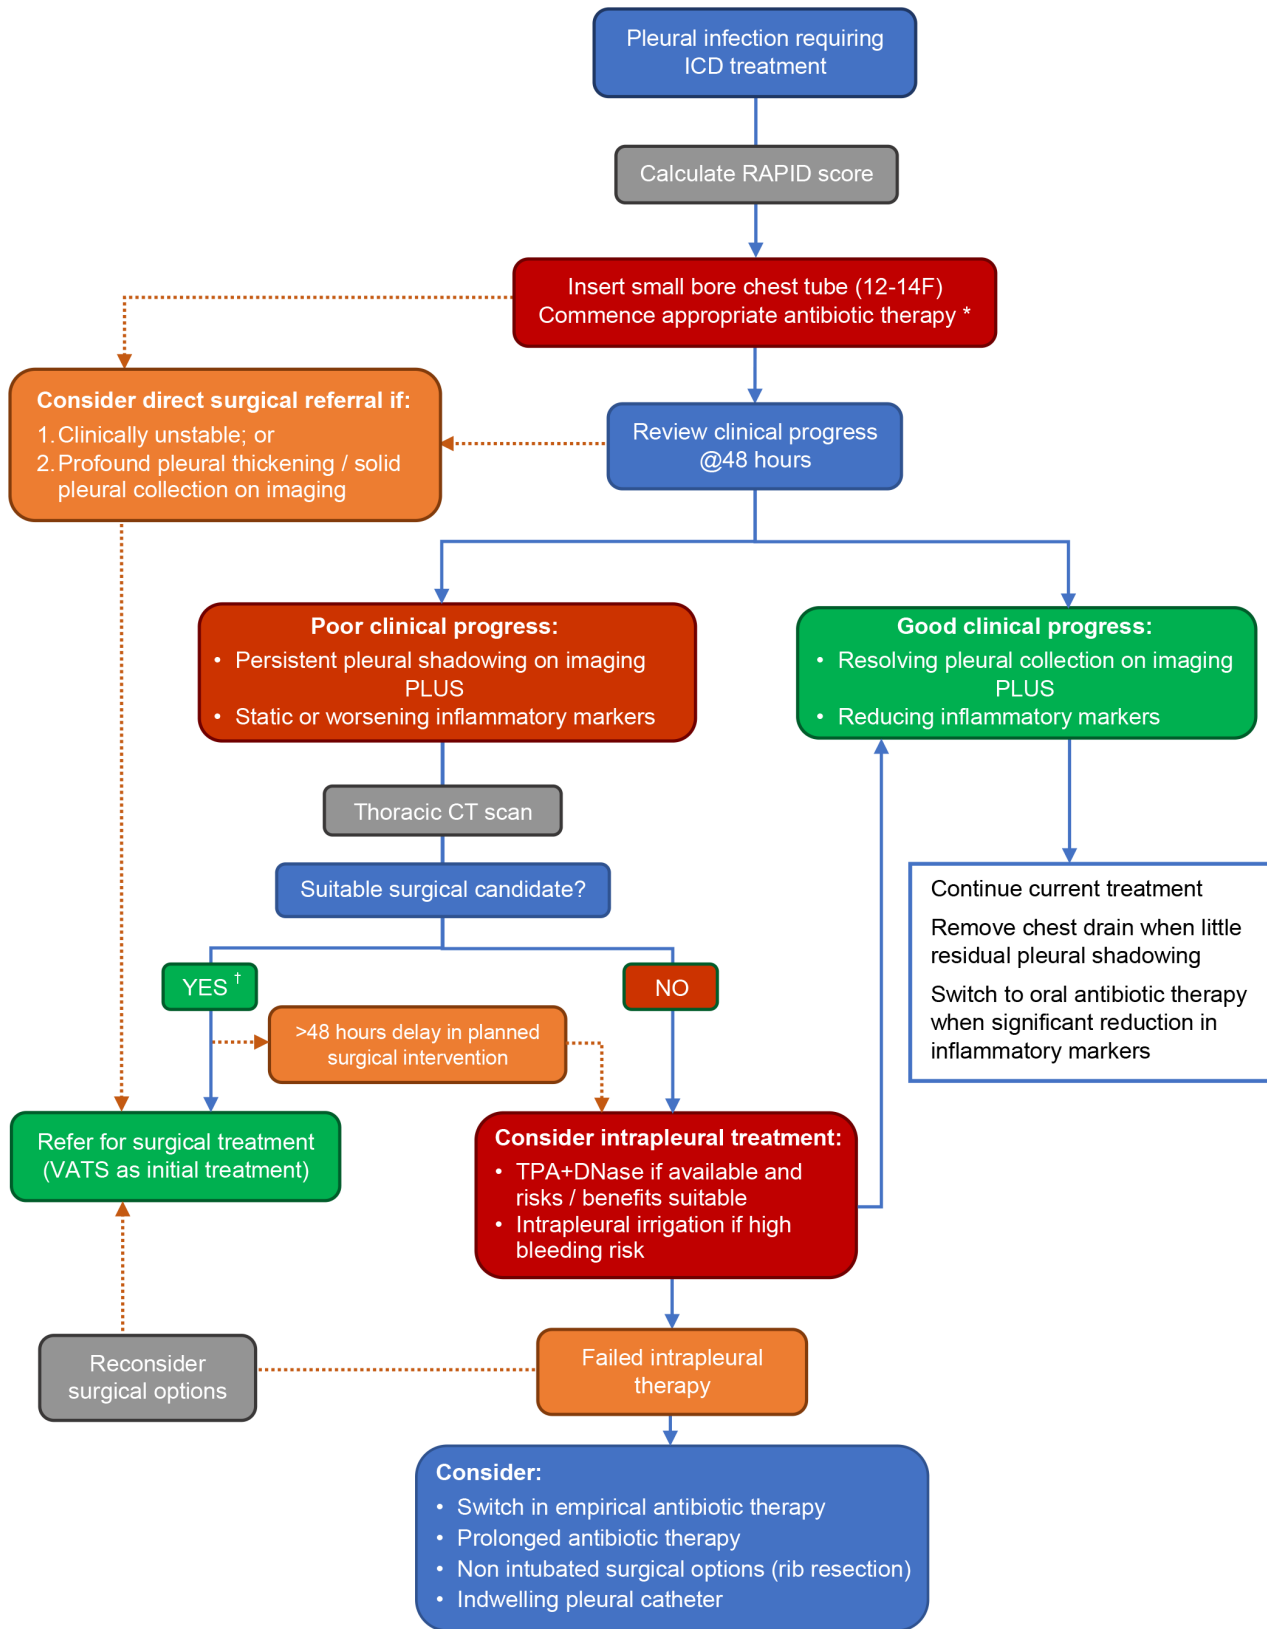 Pleural infection requiring
ICD treatment
Calculate RAPID score
Insert small bore chest tube (12-14F)
Commence appropriate antibiotic therapy *
Consider direct surgical referral if:
1. Clinically unstable; or
2. Profound pleural thickening / solid
pleural collection on imaging
Review clinical progress
@48 hours
Poor clinical progress:
• Persistent pleural shadowing on imaging
PLUS
• Static or worsening inflammatory markers
Good clinical progress:
• Resolving pleural collection on imaging
PLUS
• Reducing inflammatory markers
Thoracic CT scan
Suitable surgical candidate?
Continue current treatment
Remove chest drain when little
residual pleural shadowing
Switch to oral antibiotic therapy
when significant reduction in
inflammatory markers
YES †
NO
>48 hours delay in planned
surgical intervention
Refer for surgical treatment
(VATS as initial treatment)
Consider intrapleural treatment:
• TPA+DNase if available and
risks / benefits suitable
• Intrapleural irrigation if high
bleeding risk
Reconsider
surgical options
Failed intrapleural
therapy
Consider:
• Switch in empirical antibiotic therapy
• Prolonged antibiotic therapy
• Non intubated surgical options (rib resection)
• Indwelling pleural catheter